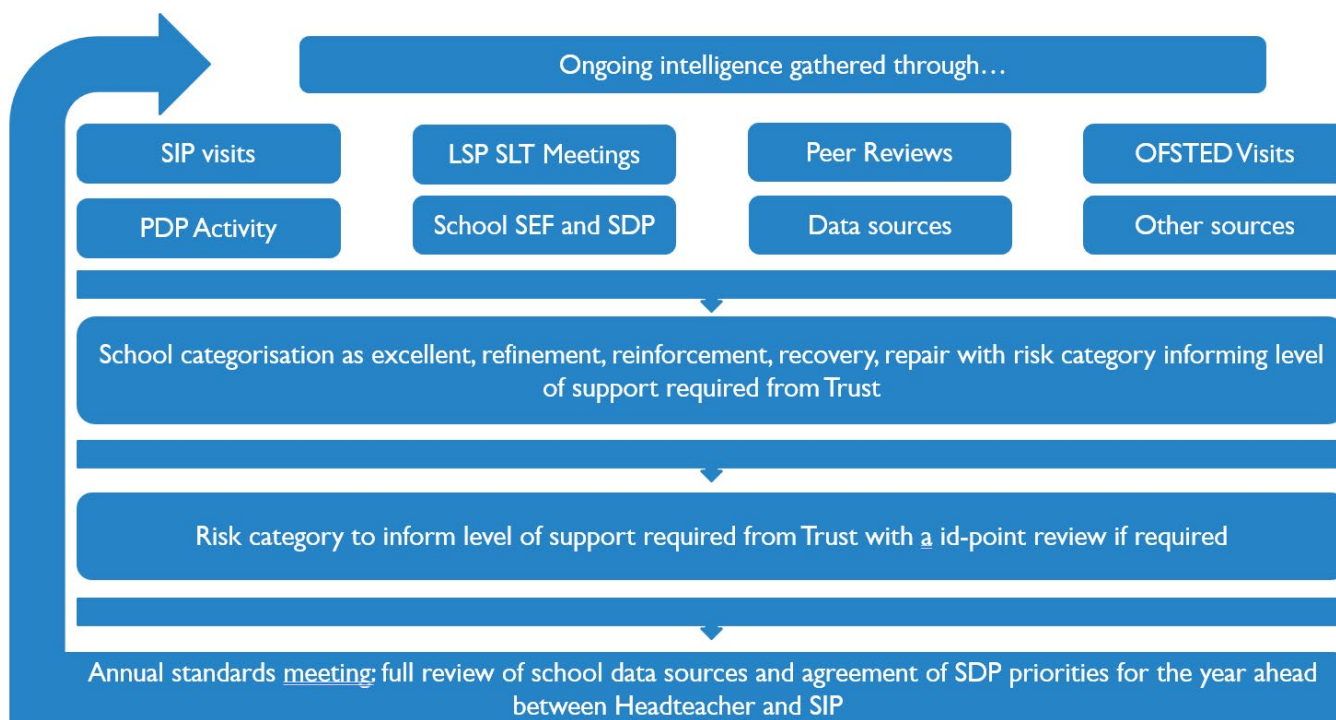 Ongoing intelligence gathered through…
SIP visits
LSP SLT Meetings
Peer Reviews
OFSTED Visits
PDP Activity
School SEF and SDP
Data sources
Other sources
School categorisation as excellent, refinement, reinforcement, recovery, repair with risk category informing level
of support required from Trust
Risk category to inform level of support required from Trust with a id-point review if required
Annual standards meeting; full review of school data sources and agreement of SDP priorities for the year ahead
between Headteacher and SIP